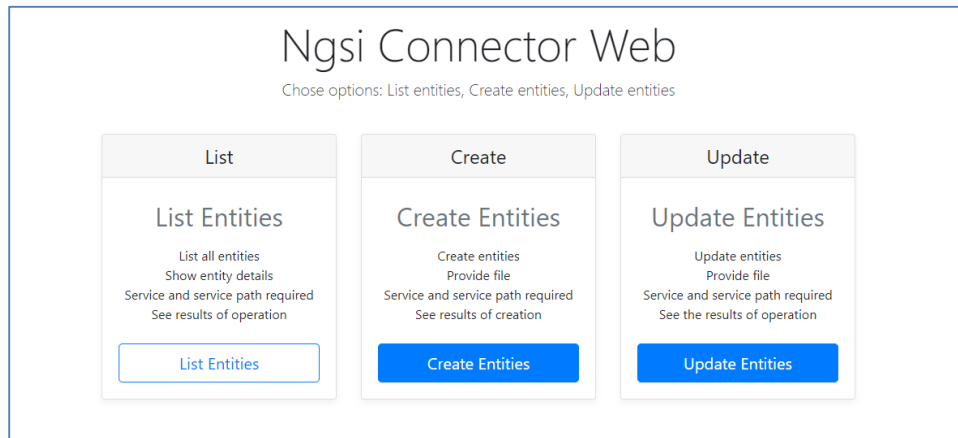 Ngsi Connector Web
Chose options: List entities, Create entities, Update entities
List
List Entities
List all entities
Show entity details
Service and service path required
See results of operation
List Entities
Create
Create Entities
Create entities
Provide file
Service and service path required
See results of creation
Create Entities
Update
Update Entities
Update entities
Provide file
Service and service path required
See the results of operation
Update Entities